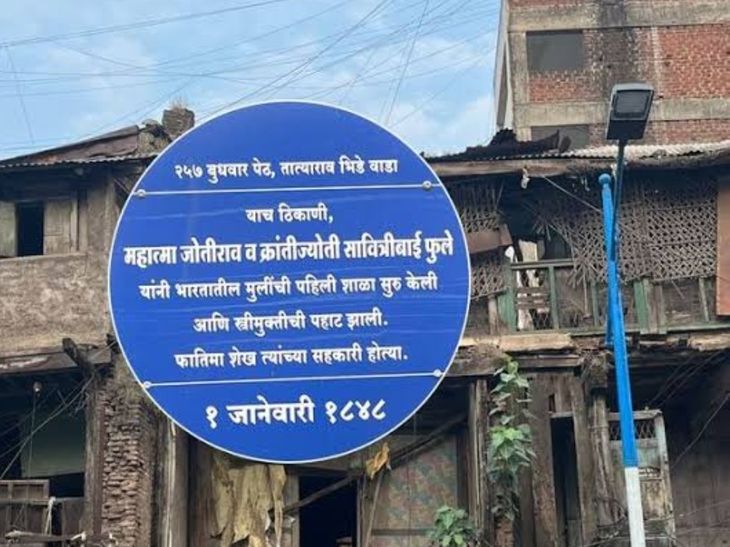 २५७ बुधवार पेठ, तात्याराव भिडे वाडा
याच ठिकाणी,
महात्मा जोतीराव व क्रांतीज्योती सावित्रीबाई फुले
यांनी भारतातील मुलींची पहिली शाळा सुरु केली
आणि स्त्रीमुक्तीची पहाट झाली.
फातिमा शेख त्यांच्या सहकारी होत्या.
१ जानेवारी १८४८